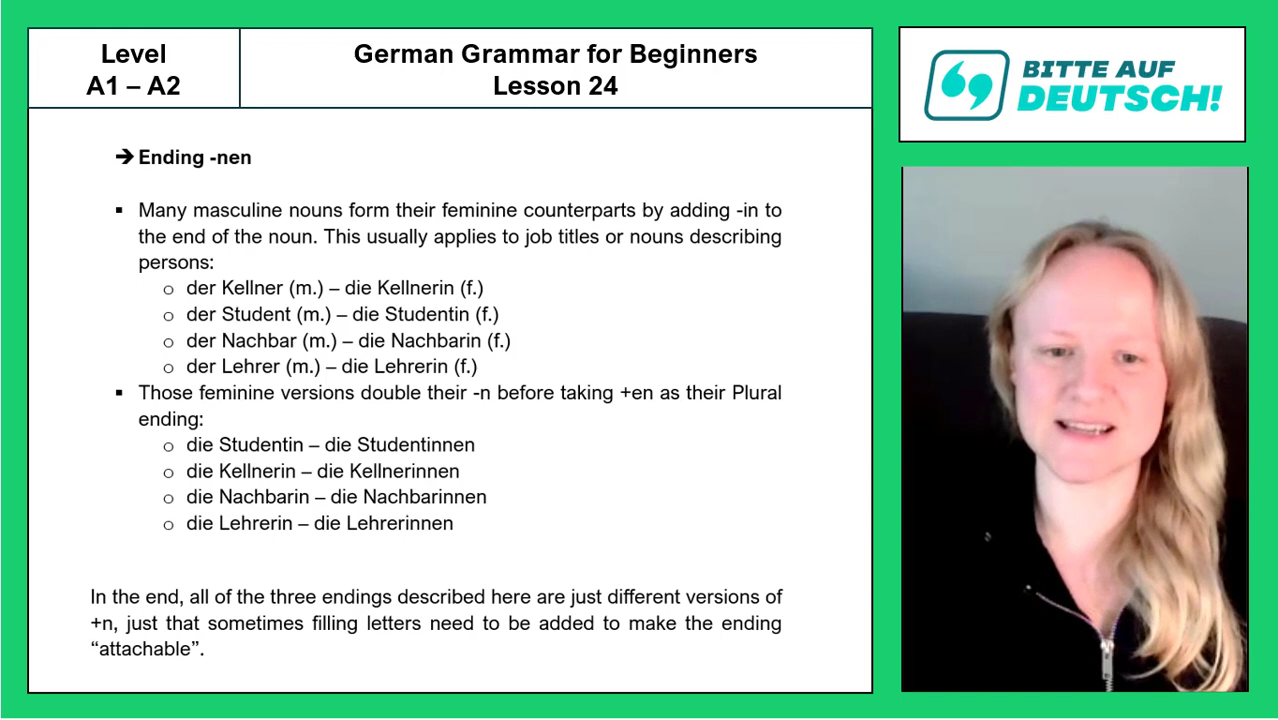 Level
A1 – A2
German Grammar for Beginners
Lesson 24
➔ Ending -nen
▪ Many masculine nouns form their feminine counterparts by adding -in to
the end of the noun. This usually applies to job titles or nouns describing
persons:
o der Kellner (m.) – die Kellnerin (f.)
o der Student (m.) – die Studentin (f.)
o der Nachbar (m.) – die Nachbarin (f.)
o der Lehrer (m.) – die Lehrerin (f.)
▪ Those feminine versions double their -n before taking +en as their Plural
ending:
o die Studentin – die Studentinnen
o die Kellnerin – die Kellnerinnen
o die Nachbarin – die Nachbarinnen
o die Lehrerin – die Lehrerinnen
In the end, all of the three endings described here are just different versions of
+n, just that sometimes filling letters need to be added to make the ending
“attachable”.
BITTE AUF
DEUTSCH!